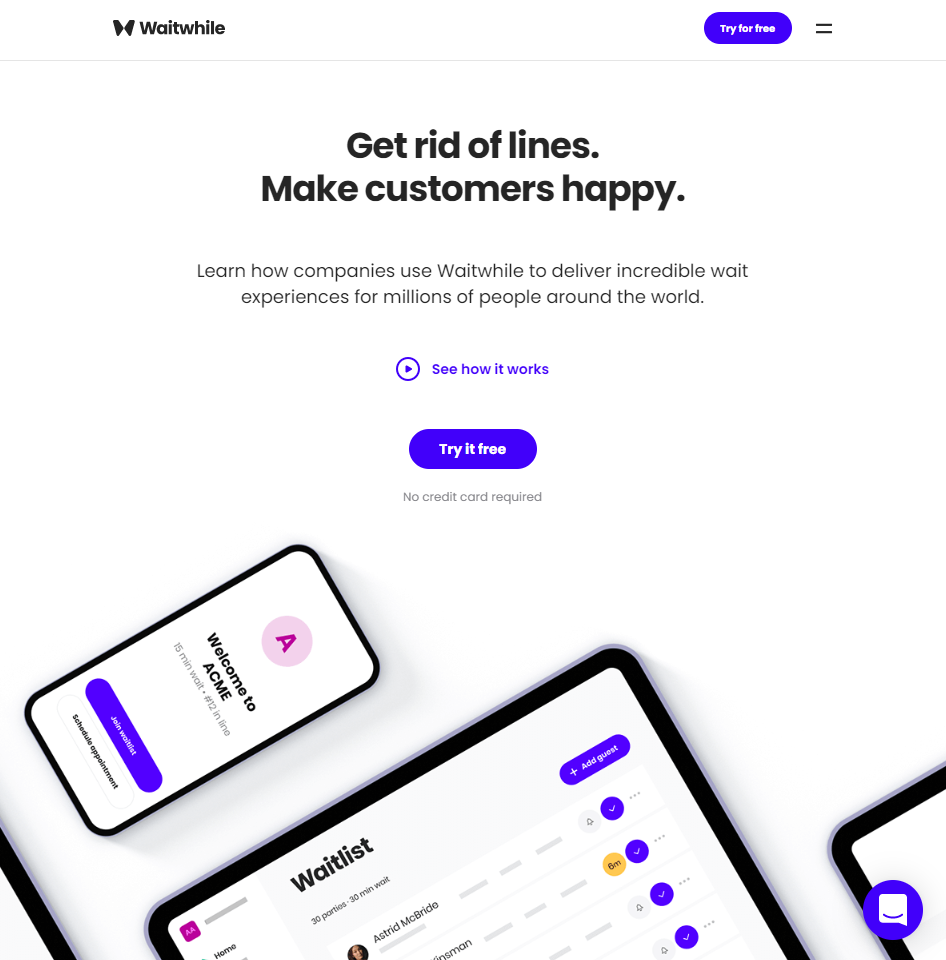 Waitwhile
Try for free
Get rid of lines.
Make customers happy.
Learn how companies use Waitwhile to deliver incredible wait
experiences for millions of people around the world.
See how it works
Try it free
No credit card required
A
Welcome to
ACME
15 min wait • #12 in line
Join waitlist
Schedule appointment
Add guest
Waitlist
30 parties · 30 min wait
AA
Home
Astrid McBride
6m